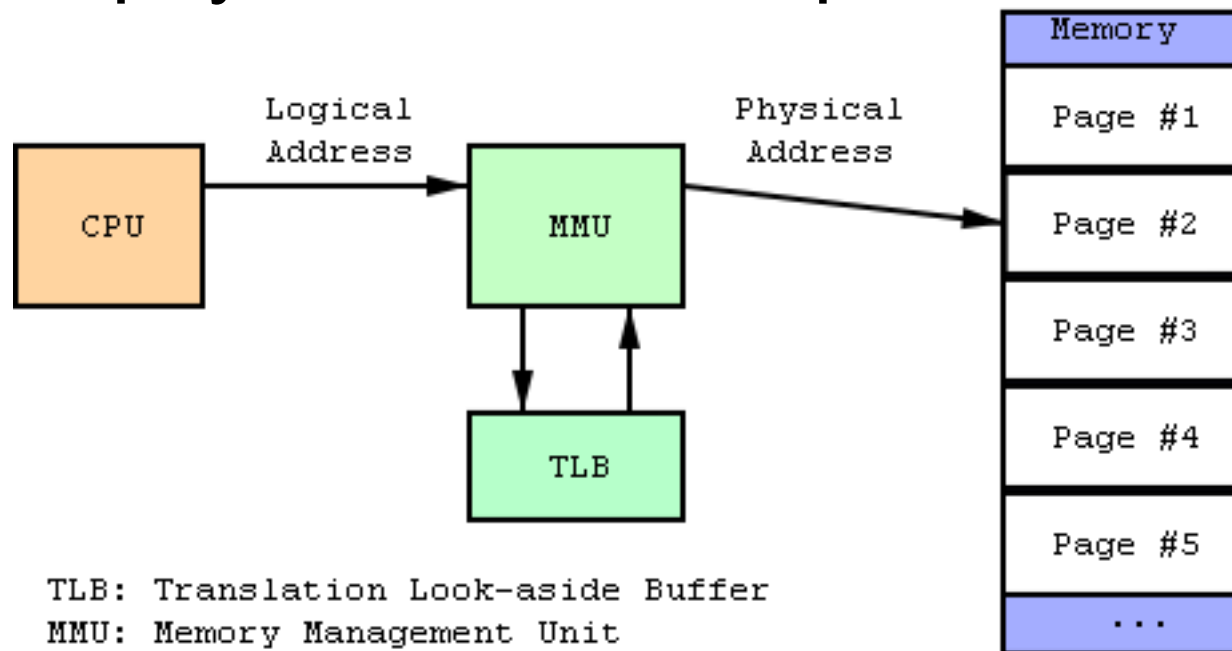 Memory
Logical
Address
Physical
Address
Page #1
CPU
MMU
Page #2
Page #3
Page #4
TLB
Page #5
TLB: Translation Look-aside Buffer
MMU: Memory Management Unit
...